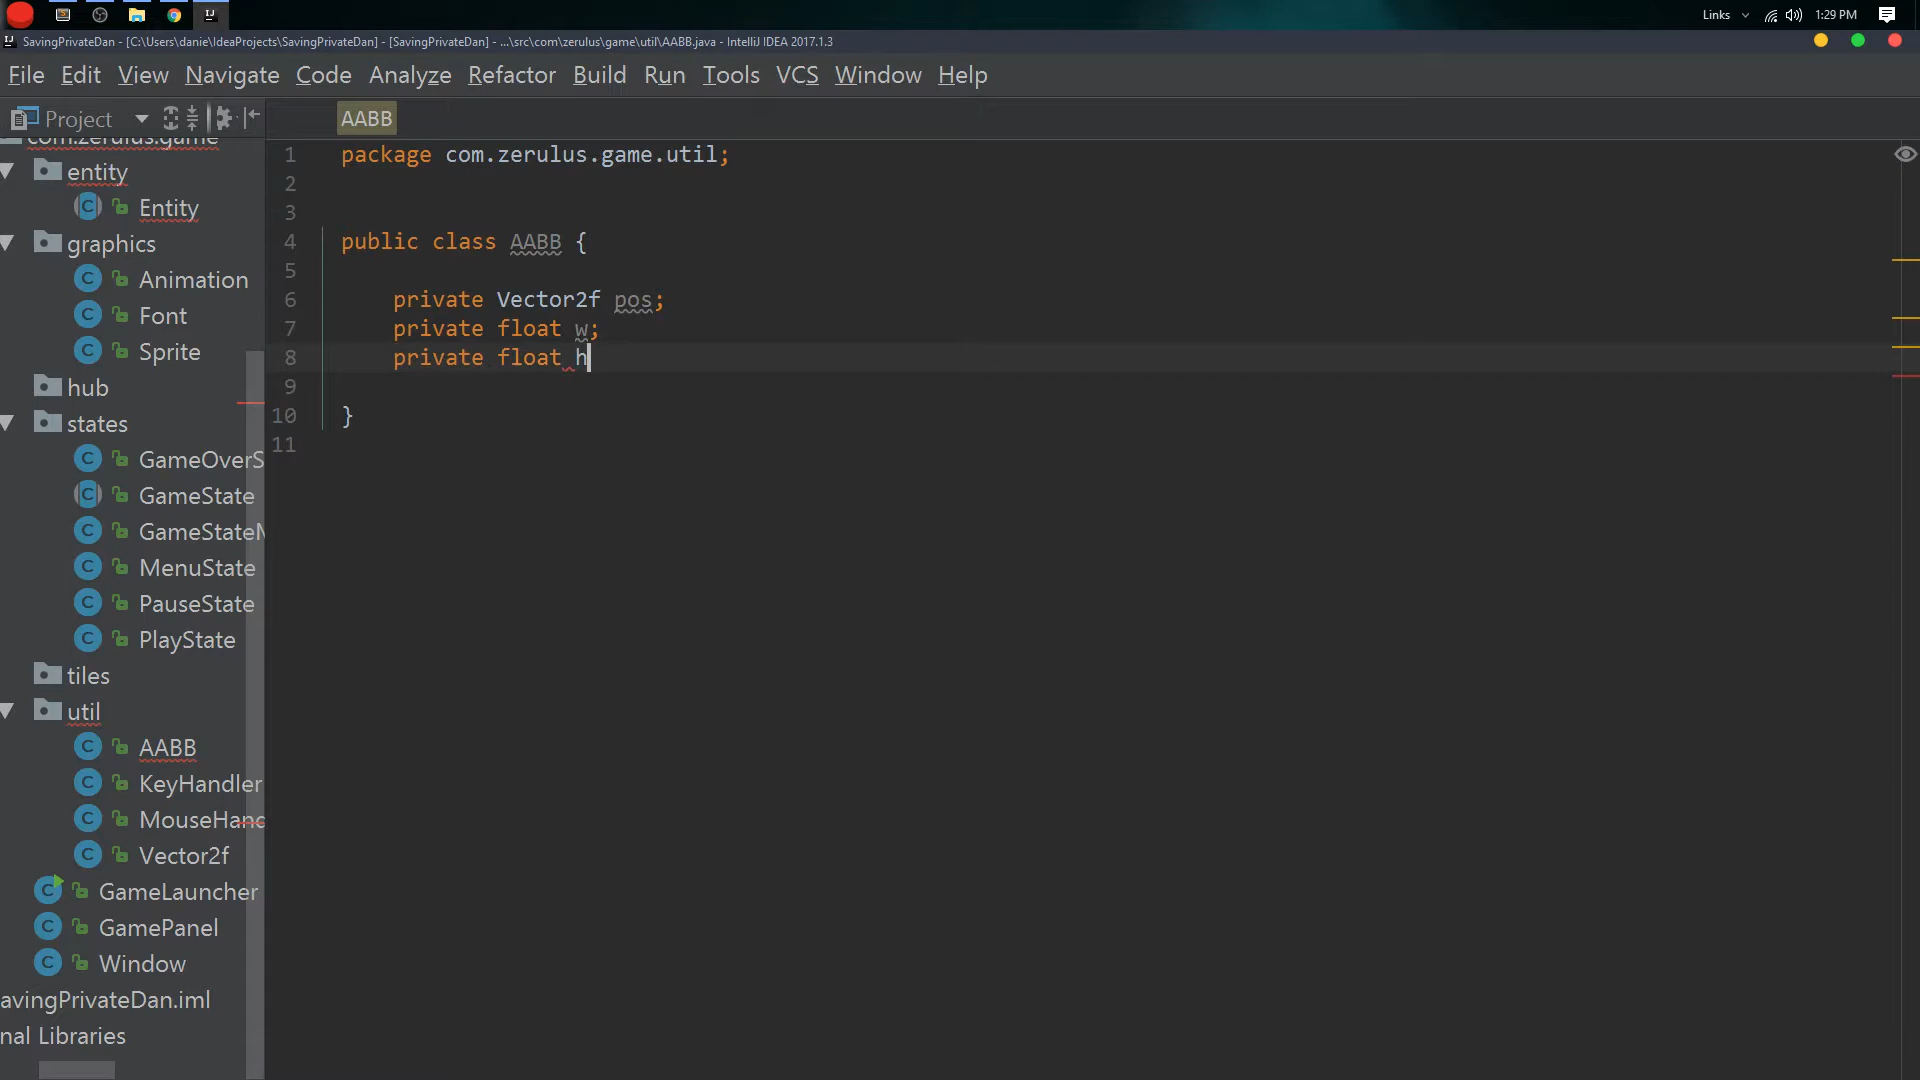 Links 1:29 PM
SavingPrivateDan - [C:\Users\danie\IdeaProjects\SavingPrivateDan] - [SavingPrivateDan] - ...\src\com\zerulus\game\util\AABB.java - IntelliJ IDEA 2017.1.3
File Edit View Navigate Code Analyze Refactor Build Run Tools VCS Window Help
Project
AABB
com.zerulus.game
entity
Entity
graphics
Animation
Font
Sprite
hub
states
GameOverS
GameState
GameStateM
MenuState
PauseState
PlayState
tiles
util
AABB
KeyHandler
MouseHand
Vector2f
GameLauncher
GamePanel
Window
avingPrivateDan.iml
nal Libraries
1 package com.zerulus.game.util;
2
3
4 public class AABB {
5
6 private Vector2f pos;
7 private float w;
8 private float h
9
10 }
11